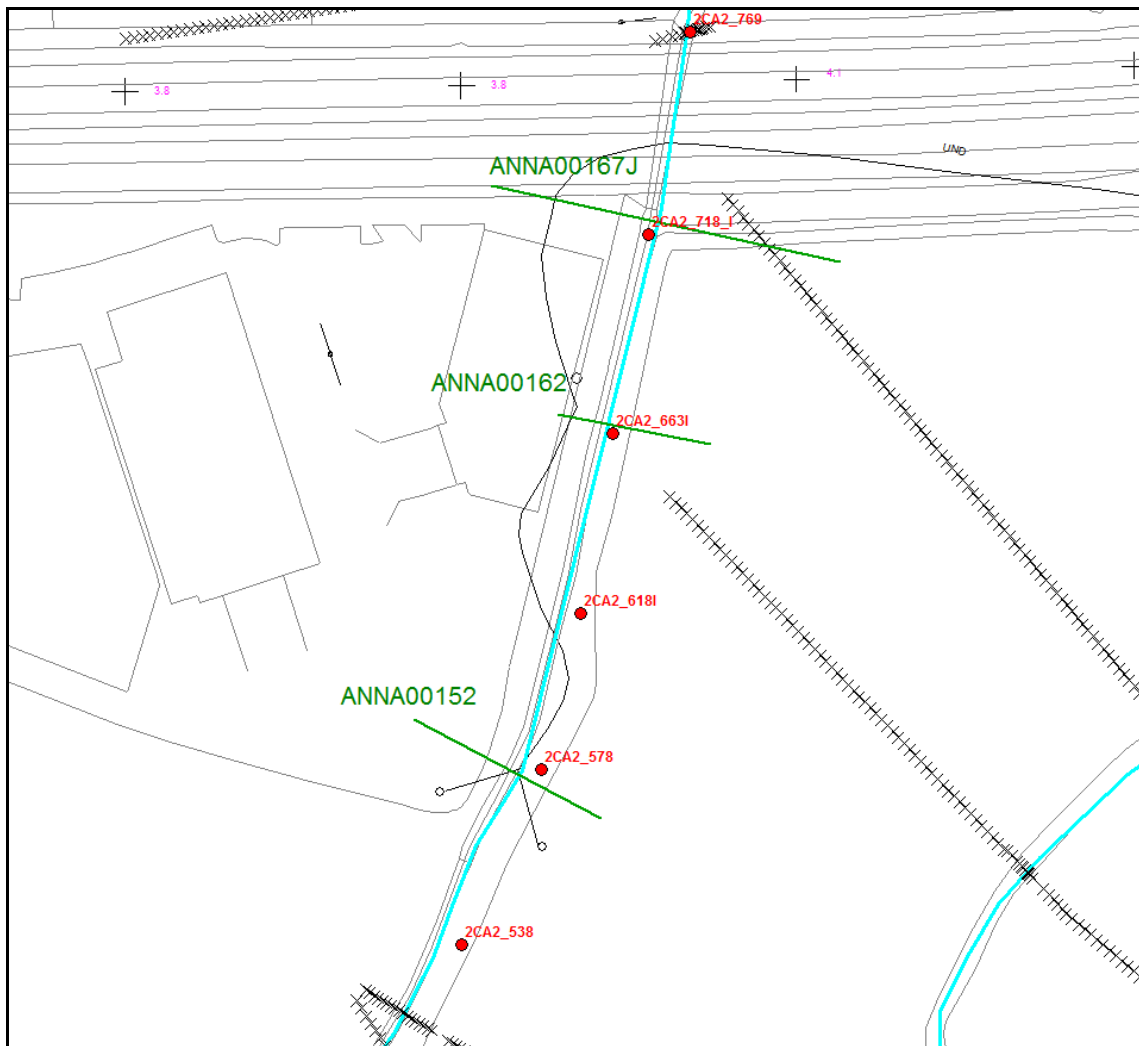 2CA2_769
3.8
3.8
4.1
UND
ANNA00167J
2CA2_718_I
ANNA00162
2CA2_663I
2CA2_618I
ANNA00152
2CA2_578
2CA2_538